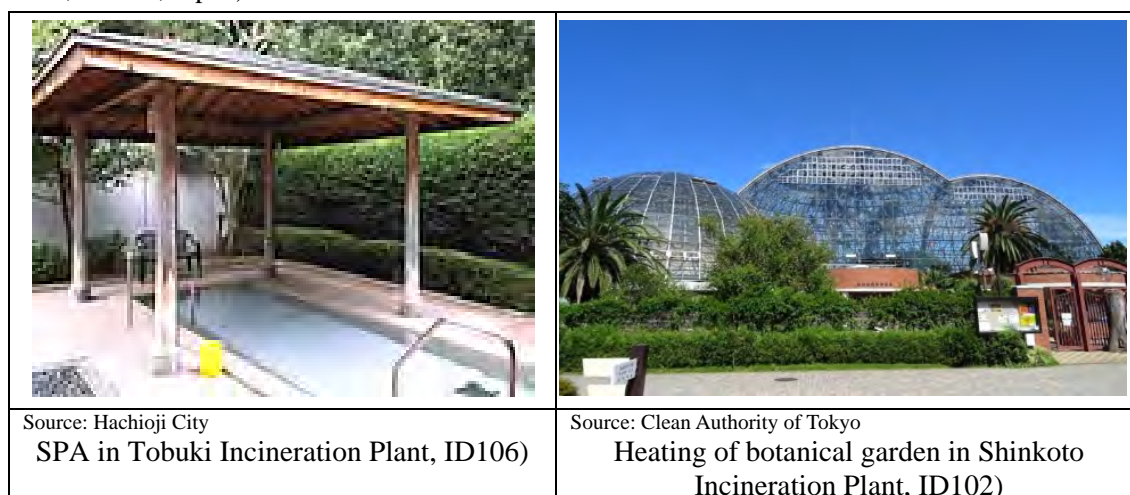 Source: Hachioji City
SPA in Tobuki Incineration Plant, ID106)
Source: Clean Authority of Tokyo
Heating of botanical garden in Shinkoto
Incineration Plant, ID102)